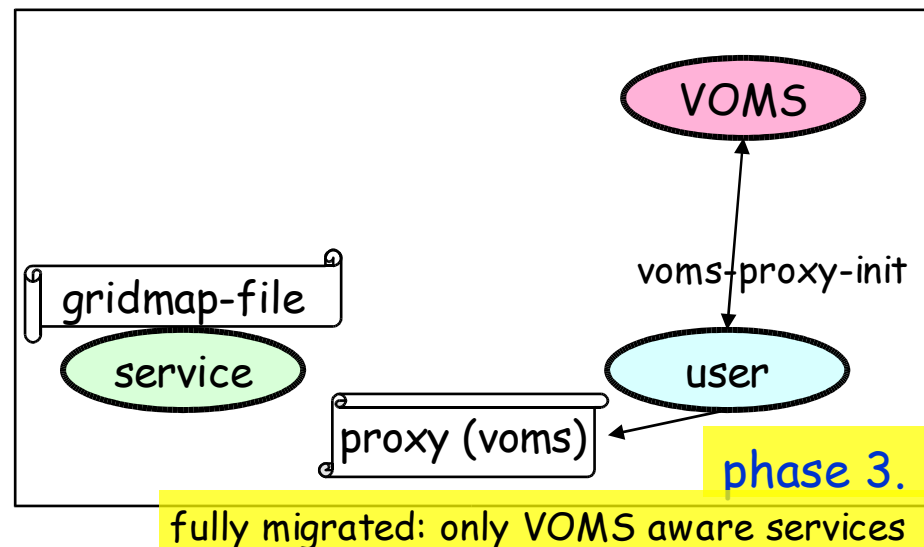 VOMS
voms-proxy-init
gridmap-file
service
user
proxy (voms)
phase 3.
fully migrated: only VOMS aware services